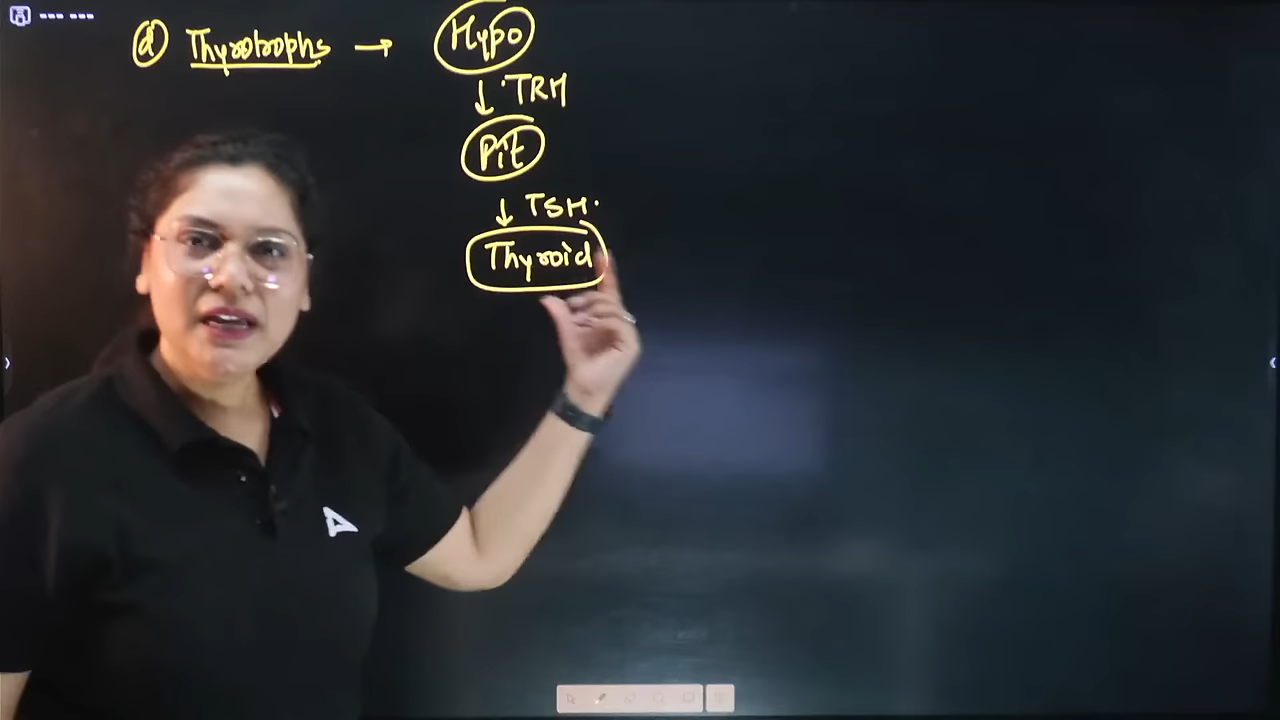 (d) Thyrotrophs → Hypo
↓ TRH
Pit
↓ TSH
Thyroid